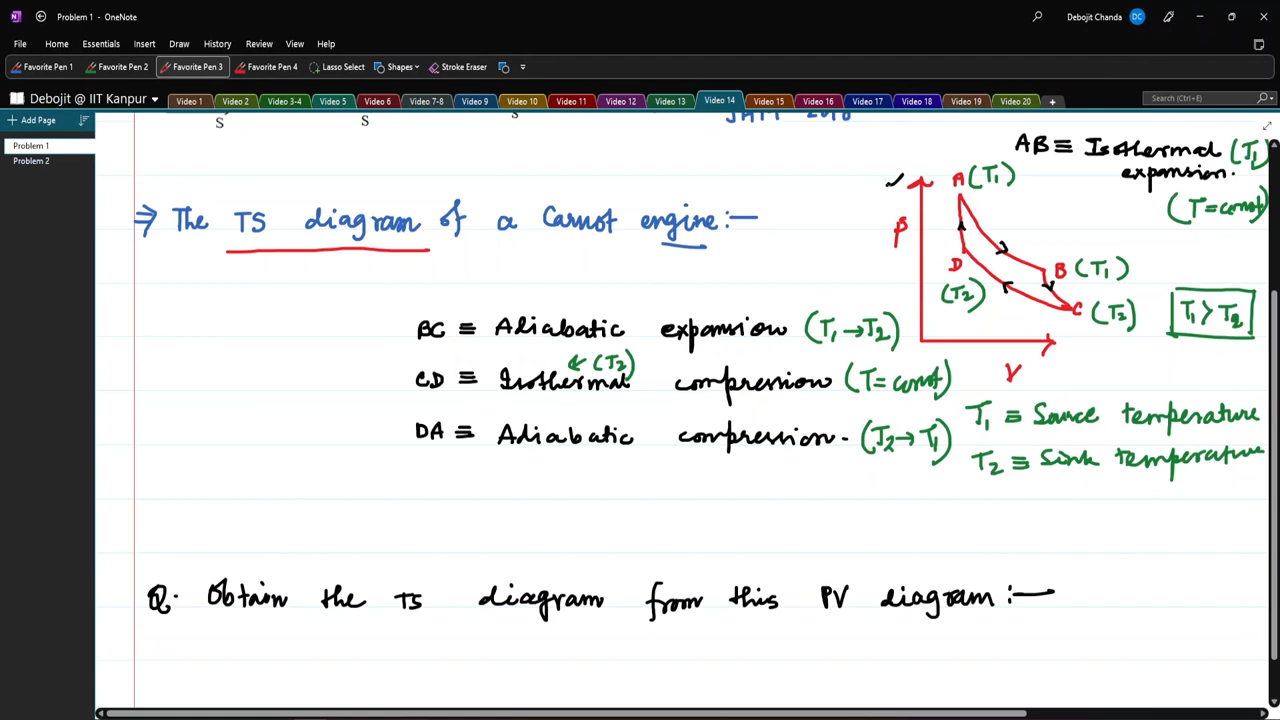 Problem 1 - OneNote
Debojit Chanda DC
File Home Essentials Insert Draw History Review View Help
Favorite Pen 1 Favorite Pen 2 Favorite Pen 3 Favorite Pen 4 Lasso Select Shapes Stroke Eraser
Debojit @ IIT Kanpur
Video 1 Video 2 Video 3-4 Video 5 Video 6 Video 7-8 Video 9 Video 10 Video 11 Video 12 Video 13 Video 14 Video 15 Video 16 Video 17 Video 18 Video 19 Video 20
Search (Ctrl+E)
Add Page
Problem 1
Problem 2
S S S
AB ≡ Isothermal (T1)
expansion.
(T=const)
⇒ The TS diagram of a Carnot engine:—
P
A (T1)
B (T1)
D
(T2)
C (T2)
V
T1 > T2
BC ≡ Adiabatic expansion (T1→T2)
← (T2)
CD ≡ Isothermal compression (T=const)
DA ≡ Adiabatic compression. (T2→T1)
T1 ≡ Source temperature
T2 ≡ Sink temperature
Q. Obtain the TS diagram from this PV diagram:—